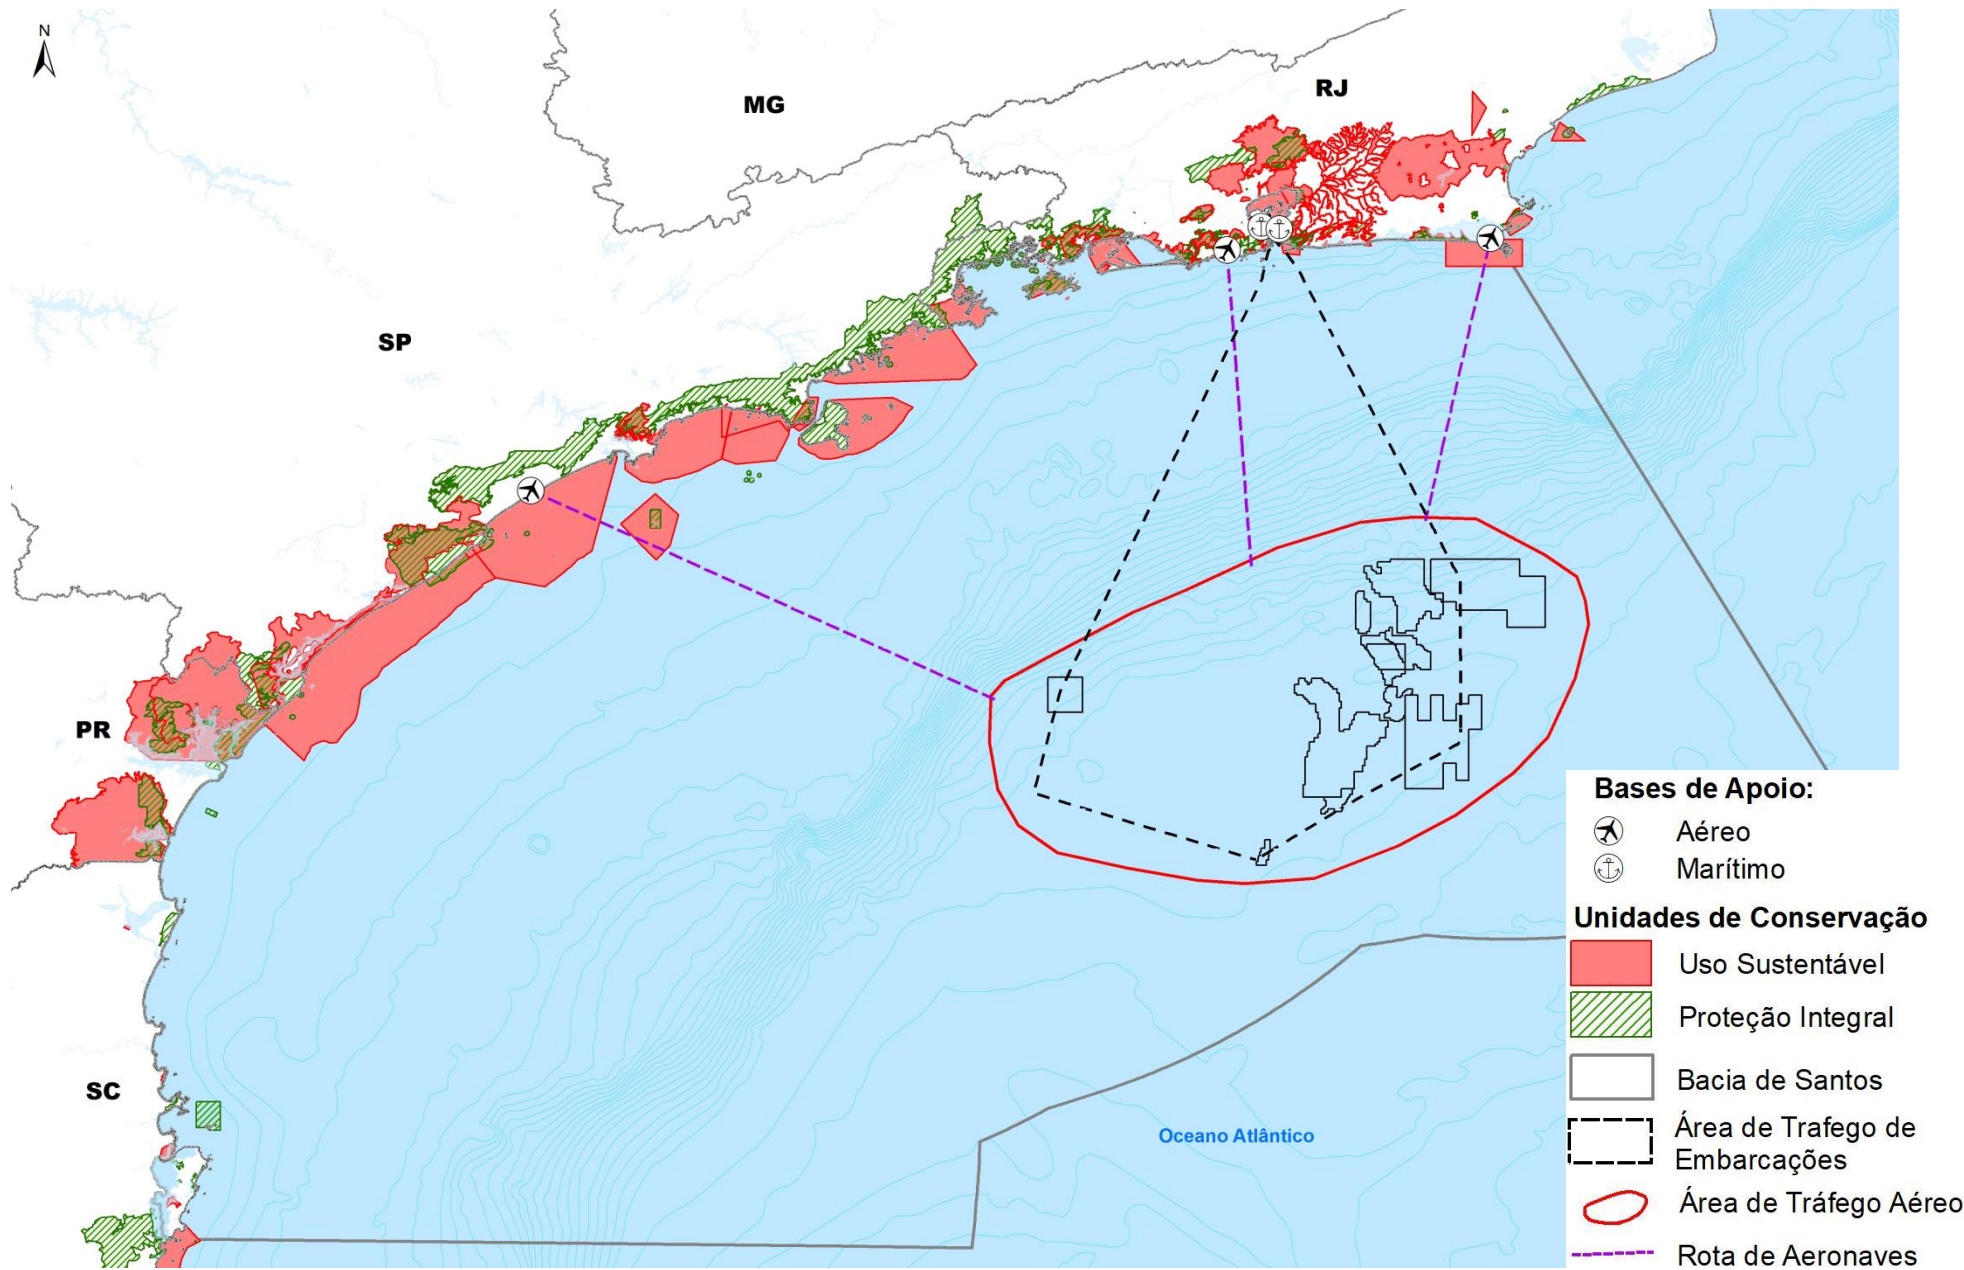 N
MG
RJ
SP
PR
SC
Oceano Atlântico
Bases de Apoio:
Aéreo
Marítimo
Unidades de Conservação
Uso Sustentável
Proteção Integral
Bacia de Santos
Área de Trafego de
Embarcações
Área de Tráfego Aéreo
Rota de Aeronaves